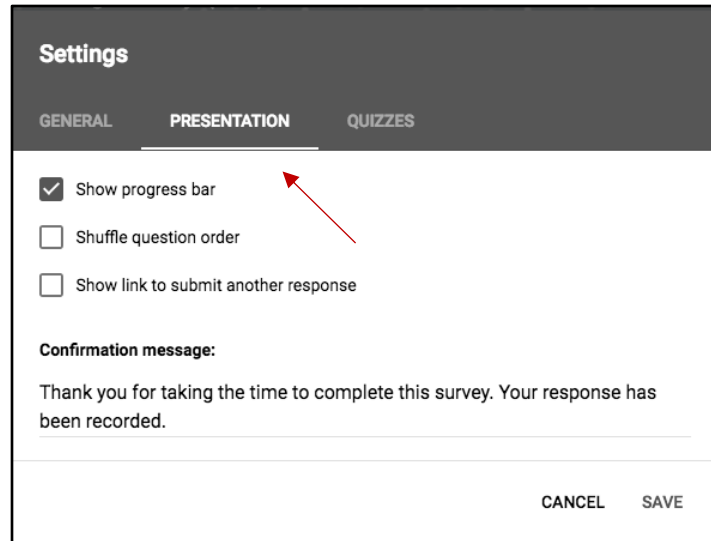 Settings
GENERAL PRESENTATION QUIZZES
Show progress bar
Shuffle question order
Show link to submit another response
Confirmation message:
Thank you for taking the time to complete this survey. Your response has
been recorded.
CANCEL SAVE